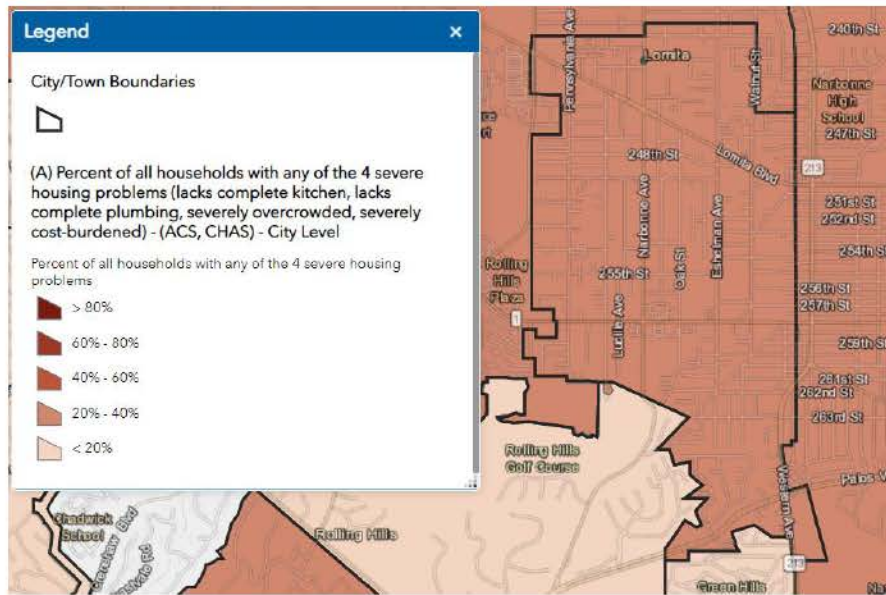 Legend
×
City/Town Boundaries
(A) Percent of all households with any of the 4 severe
housing problems (lacks complete kitchen, lacks
complete plumbing, severely overcrowded, severely
cost-burdened) - (ACS, CHAS) - City Level
Percent of all households with any of the 4 severe housing
problems
> 80%
60% - 80%
40% - 60%
20% - 40%
< 20%
240th St
Pennsylvania Ave
Lomita
Walnut St
Narbonne
High
School
247th St
248th St
Lomita Blvd
213
Narbonne Ave
Eshelman Ave
251st St
252nd St
254th St
Rolling
Hills
Plaza
255th St
Oak St
256th St
257th St
1
Lucille Ave
259th St
261st St
262nd St
263rd St
Rolling Hills
Golf Course
Western Ave
Palos V
Chadwick
School
Rolling Hills
213
Green Hills
Na